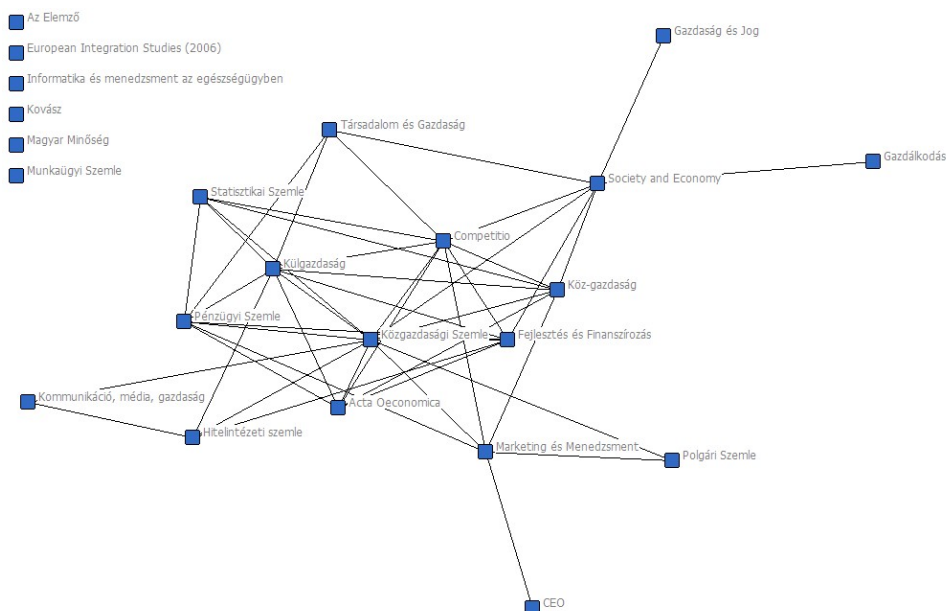 Az Elemző
Gazdaság és Jog
European Integration Studies (2006)
Informatika és menedzsment az egészségügyben
Kovász
Társadalom és Gazdaság
Magyar Minőség
Gazdálkodás
Munkaügyi Szemle
Society and Economy
Statisztikai Szemle
Competitio
Külgazdaság
Köz-gazdaság
Pénzügyi Szemle
Közgazdasági Szemle
Fejlesztés és Finanszírozás
Kommunikáció, média, gazdaság
Acta Oeconomica
Hitelintézeti szemle
Marketing és Menedzsment
Polgári Szemle
CEO